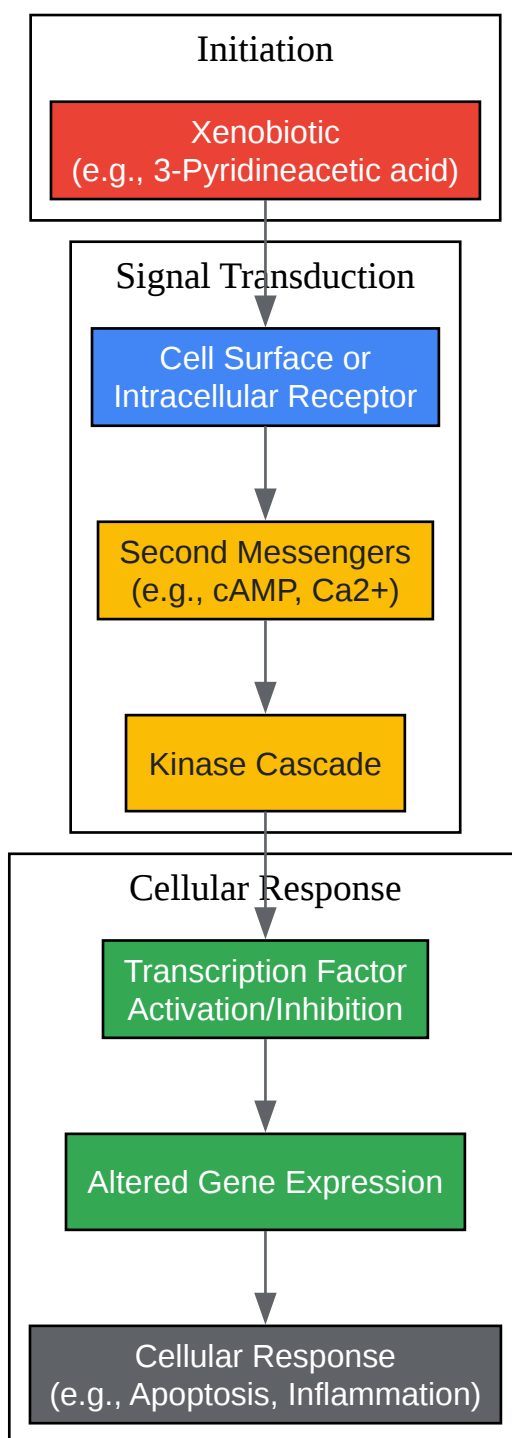 Initiation
Xenobiotic
(e.g., 3-Pyridineacetic acid)
Signal Transduction
Cell Surface or
Intracellular Receptor
Second Messengers
(e.g., cAMP, Ca2+)
Kinase Cascade
Cellular Response
Transcription Factor
Activation/Inhibition
Altered Gene Expression
Cellular Response
(e.g., Apoptosis, Inflammation)